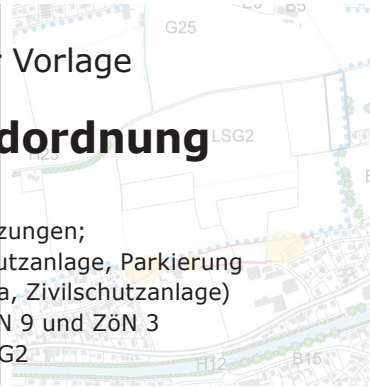 G25
r Vorlage
dordnung
LSG2
H25
zungen;
utzanlage, Parkierung
a, Zivilschutzanlage)
N 9 und ZöN 3
G2
H12
B15